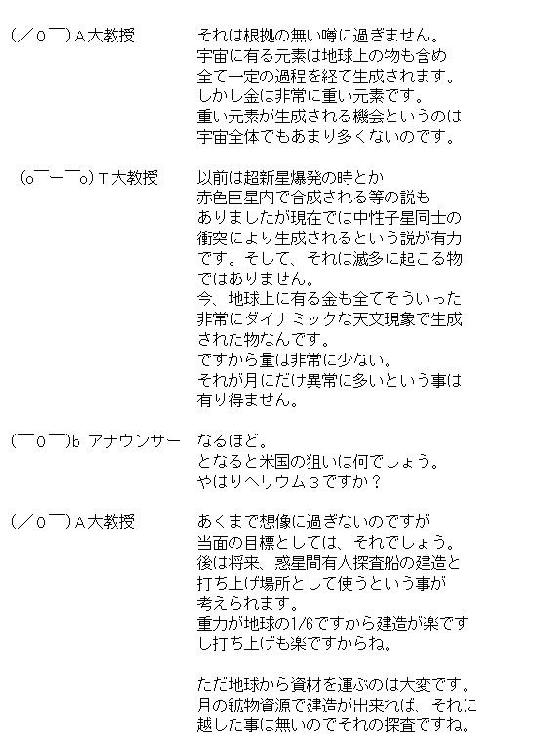 (／０￣)Ａ大教授　それは根拠の無い噂に過ぎません。
宇宙に有る元素は地球上の物も含め
全て一定の過程を経て生成されます。
しかし金は非常に重い元素です。
重い元素が生成される機会というのは
宇宙全体でもあまり多くないのです。
(o￣ー￣o)Ｔ大教授　以前は超新星爆発の時とか
赤色巨星内で合成される等の説も
ありましたが現在では中性子星同士の
衝突により生成されるという説が有力
です。そして、それは滅多に起こる物
ではありません。
今、地球上に有る金も全てそういった
非常にダイナミックな天文現象で生成
された物なんです。
ですから量は非常に少ない。
それが月にだけ異常に多いという事は
有り得ません。
(￣０￣)b アナウンサー　なるほど。
となると米国の狙いは何でしょう。
やはりヘリウム３ですか？
(／０￣)Ａ大教授　あくまで想像に過ぎないのですが
当面の目標としては、それでしょう。
後は将来、惑星間有人探査船の建造と
打ち上げ場所として使うという事が
考えられます。
重力が地球の1/6ですから建造が楽です
し打ち上げも楽ですからね。
ただ地球から資材を運ぶのは大変です。
月の鉱物資源で建造が出来れば、それに
越した事は無いのでそれの探査ですね。